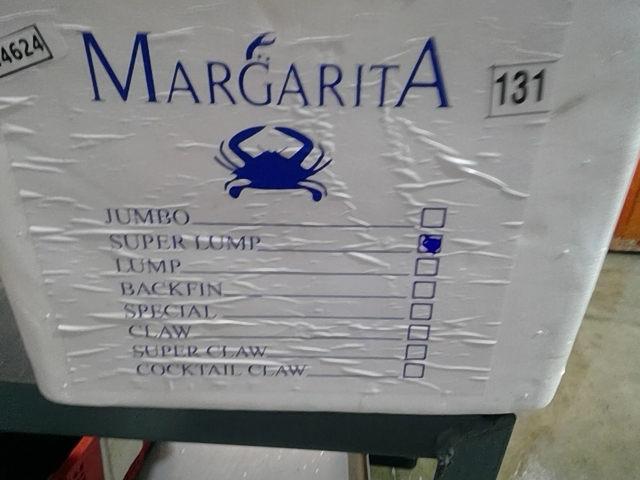 4624
MARGARITA
131
JUMBO
SUPER LUMP
LUMP
BACKFIN
SPECIAL
CLAW
SUPER CLAW
COCKTAIL CLAW